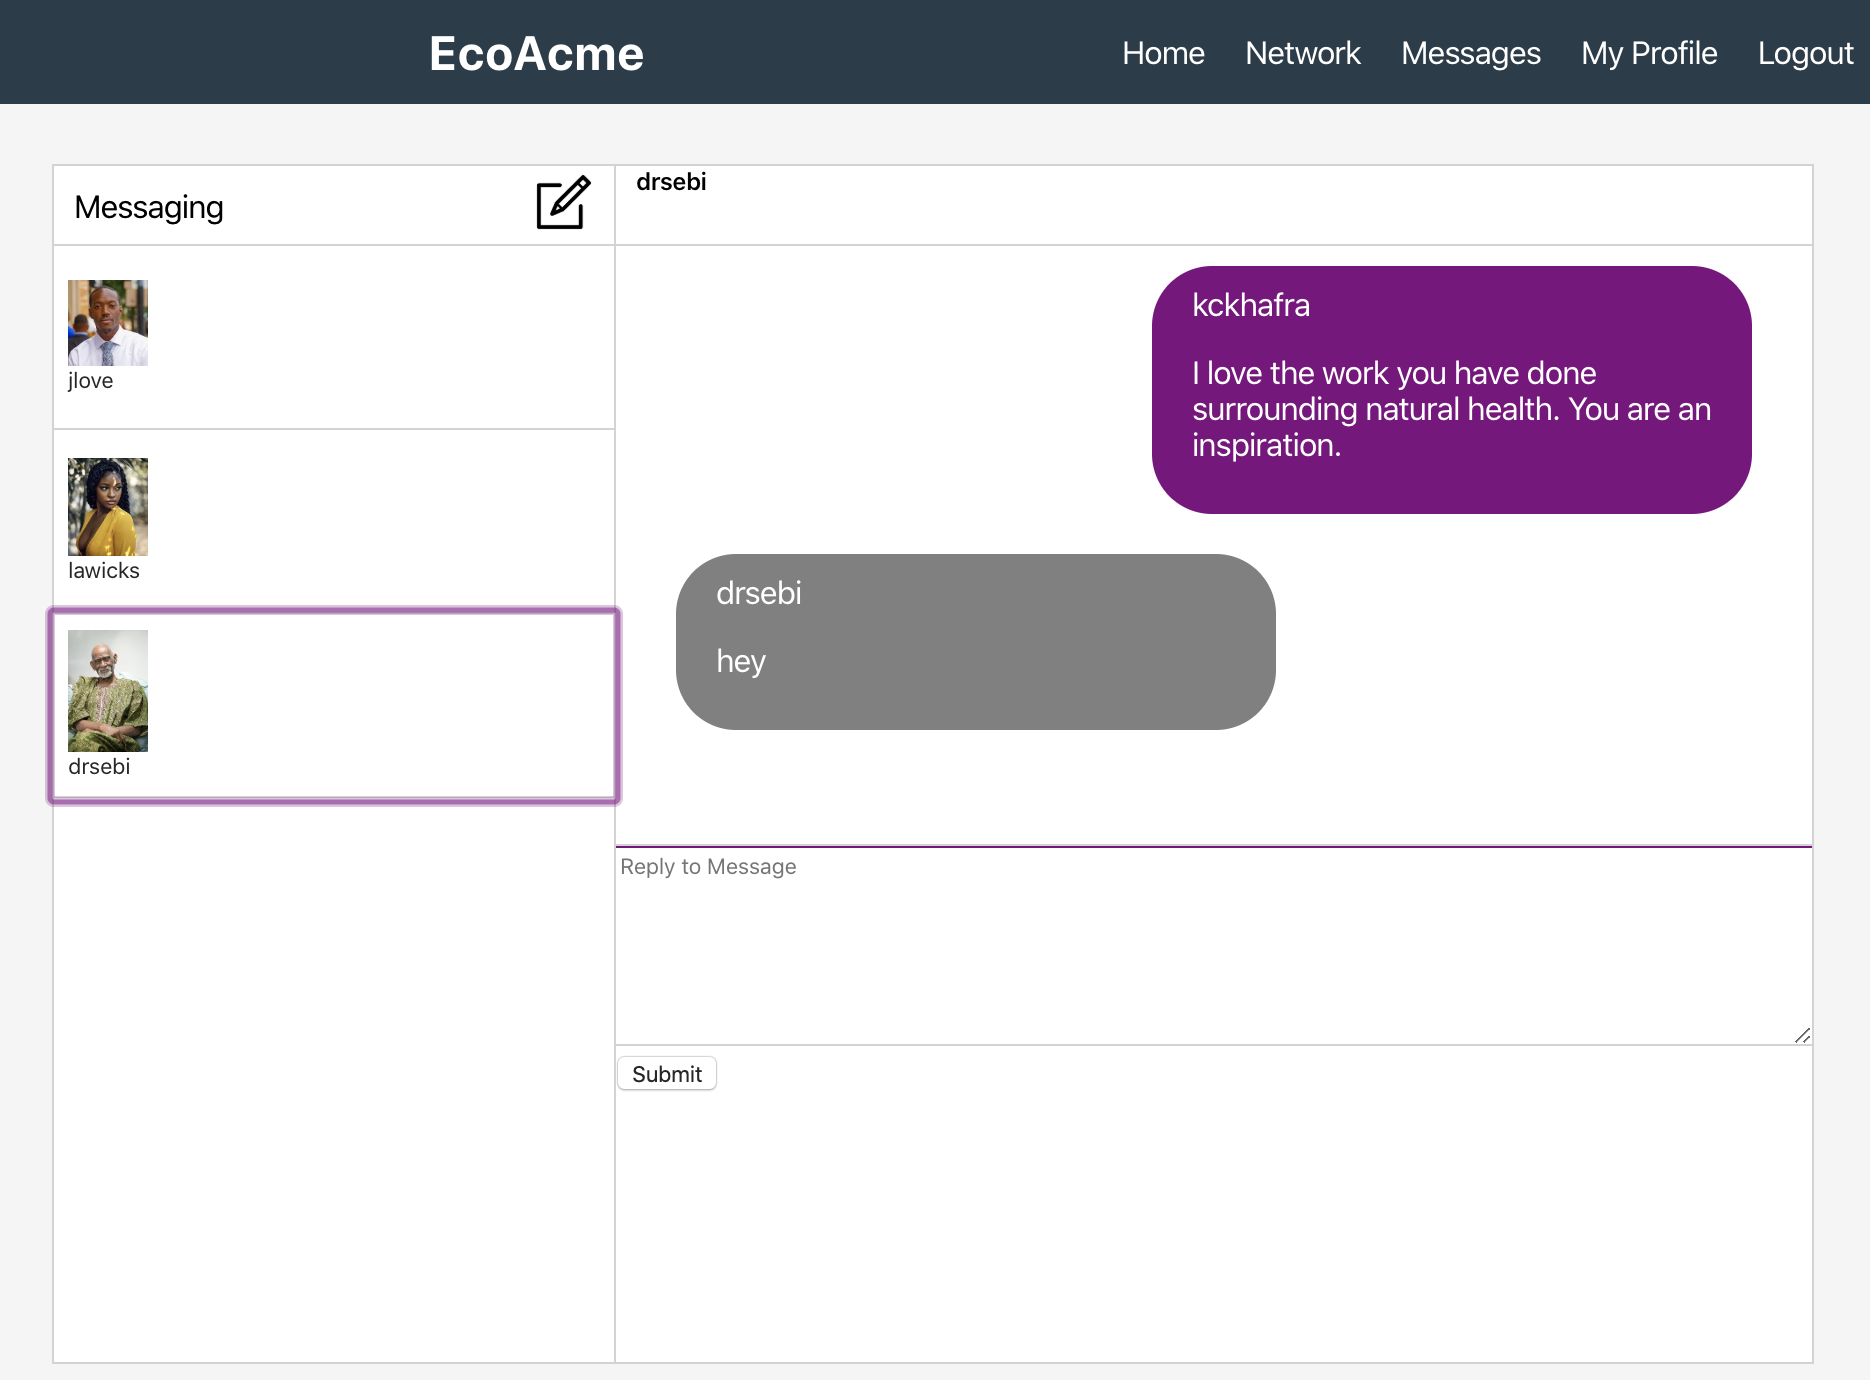 EcoAcme
Home Network Messages My Profile Logout
Messaging
jlove
lawicks
drsebi
drsebi
kckhafra
I love the work you have done
surrounding natural health. You are an
inspiration.
drsebi
hey
Reply to Message
Submit